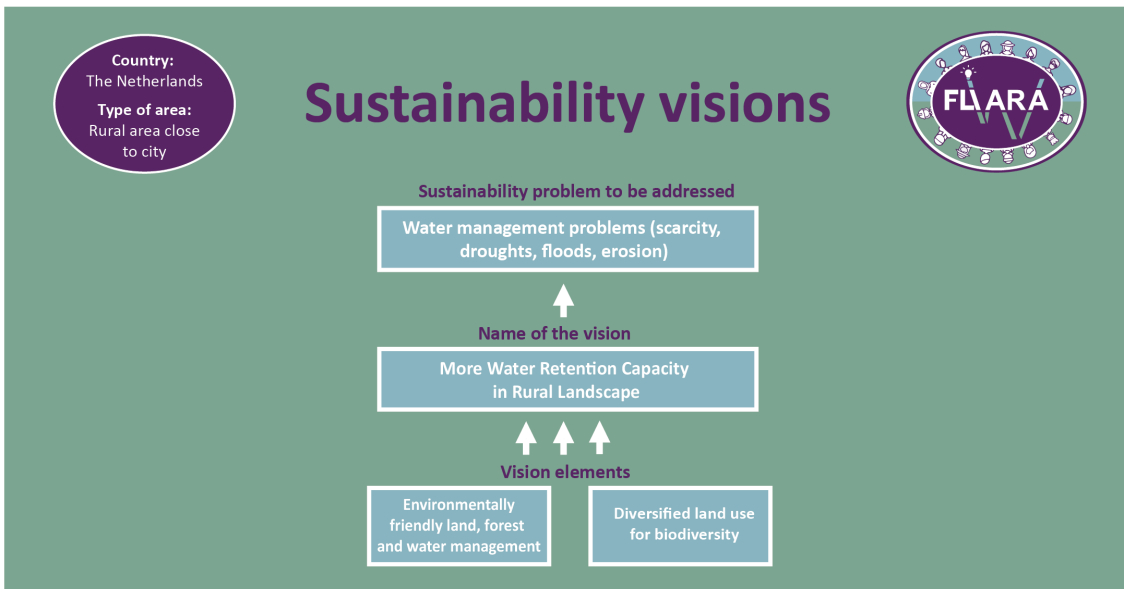 Country:
The Netherlands
Type of area:
Rural area close
to city
Sustainability visions
FLIARA
Sustainability problem to be addressed
Water management problems (scarcity,
droughts, floods, erosion)
Name of the vision
More Water Retention Capacity
in Rural Landscape
Vision elements
Environmentally
friendly land, forest
and water management
Diversified land use
for biodiversity